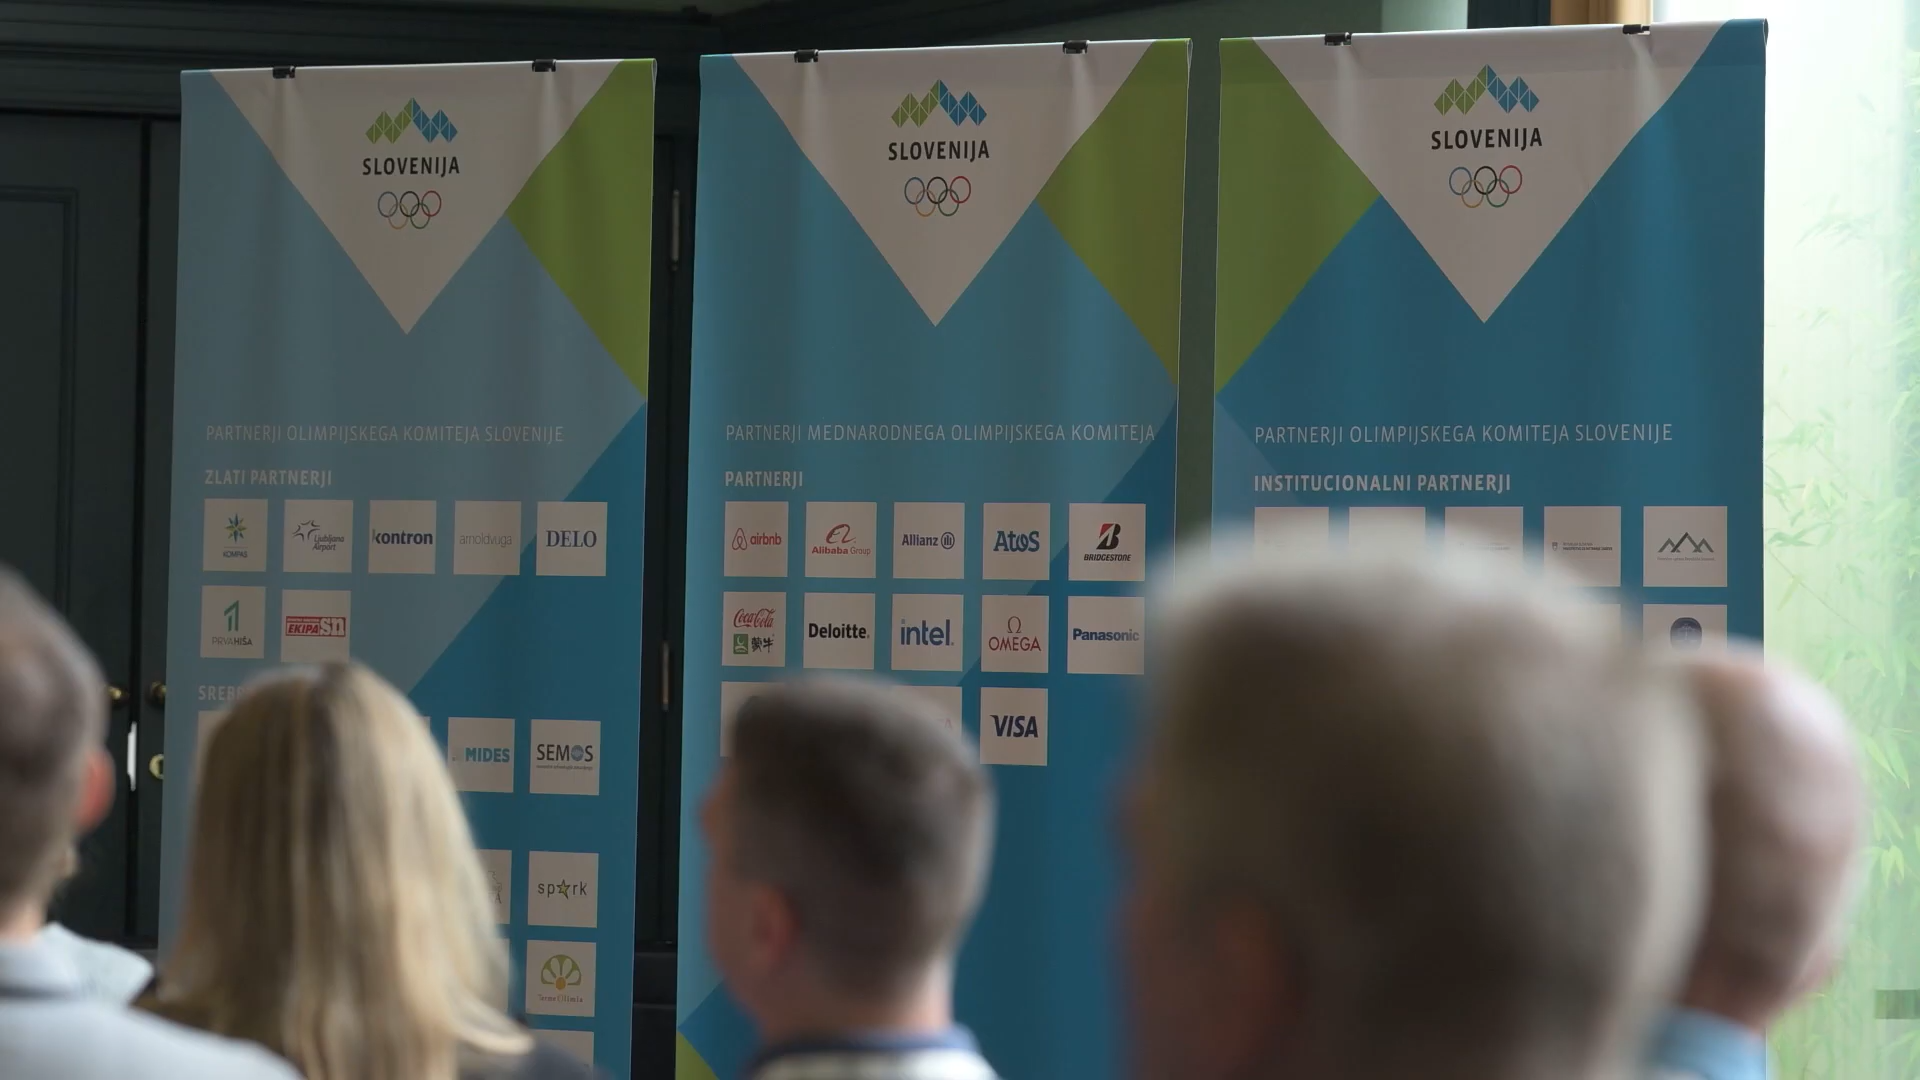 SLOVENIJA
PARTNERJI OLIMPIJSKEGA KOMITEJA SLOVENIJE
ZLATI PARTNERJI
KOMPAS
Ljubljana
Airport
kontron
arnoldvuga
DELO
PRVA HIŠA
EKIPA SN
MIDES
SEMOS
spark
Terme Olimia
SLOVENIJA
PARTNERJI MEDNARODNEGA OLIMPIJSKEGA KOMITEJA
PARTNERJI
airbnb
Alibaba Group
Allianz
Atos
BRIDGESTONE
Coca-Cola
蒙牛
Deloitte.
intel.
OMEGA
Panasonic
VISA
SLOVENIJA
PARTNERJI OLIMPIJSKEGA KOMITEJA SLOVENIJE
INSTITUCIONALNI PARTNERJI